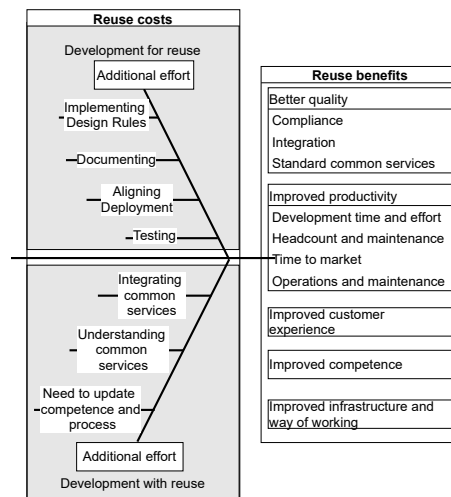 Reuse costs
Development for reuse
Additional effort
Implementing
Design Rules
Documenting
Aligning
Deployment
Testing
Integrating
common
services
Understanding
common
services
Need to update
competence and
process
Additional effort
Development with reuse
Reuse benefits
Better quality
Compliance
Integration
Standard common services
Improved productivity
Development time and effort
Headcount and maintenance
Time to market
Operations and maintenance
Improved customer
experience
Improved competence
Improved infrastructure and
way of working